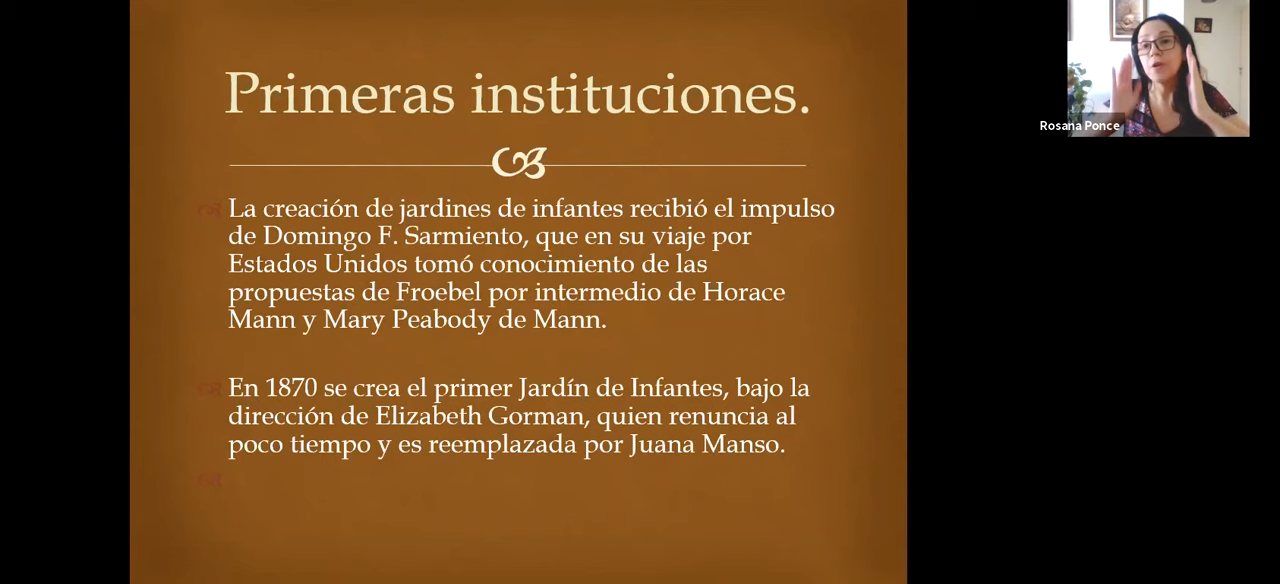 Primeras instituciones.
La creación de jardines de infantes recibió el impulso
de Domingo F. Sarmiento, que en su viaje por
Estados Unidos tomó conocimiento de las
propuestas de Froebel por intermedio de Horace
Mann y Mary Peabody de Mann.
En 1870 se crea el primer Jardín de Infantes, bajo la
dirección de Elizabeth Gorman, quien renuncia al
poco tiempo y es reemplazada por Juana Manso.
Rosana Ponce